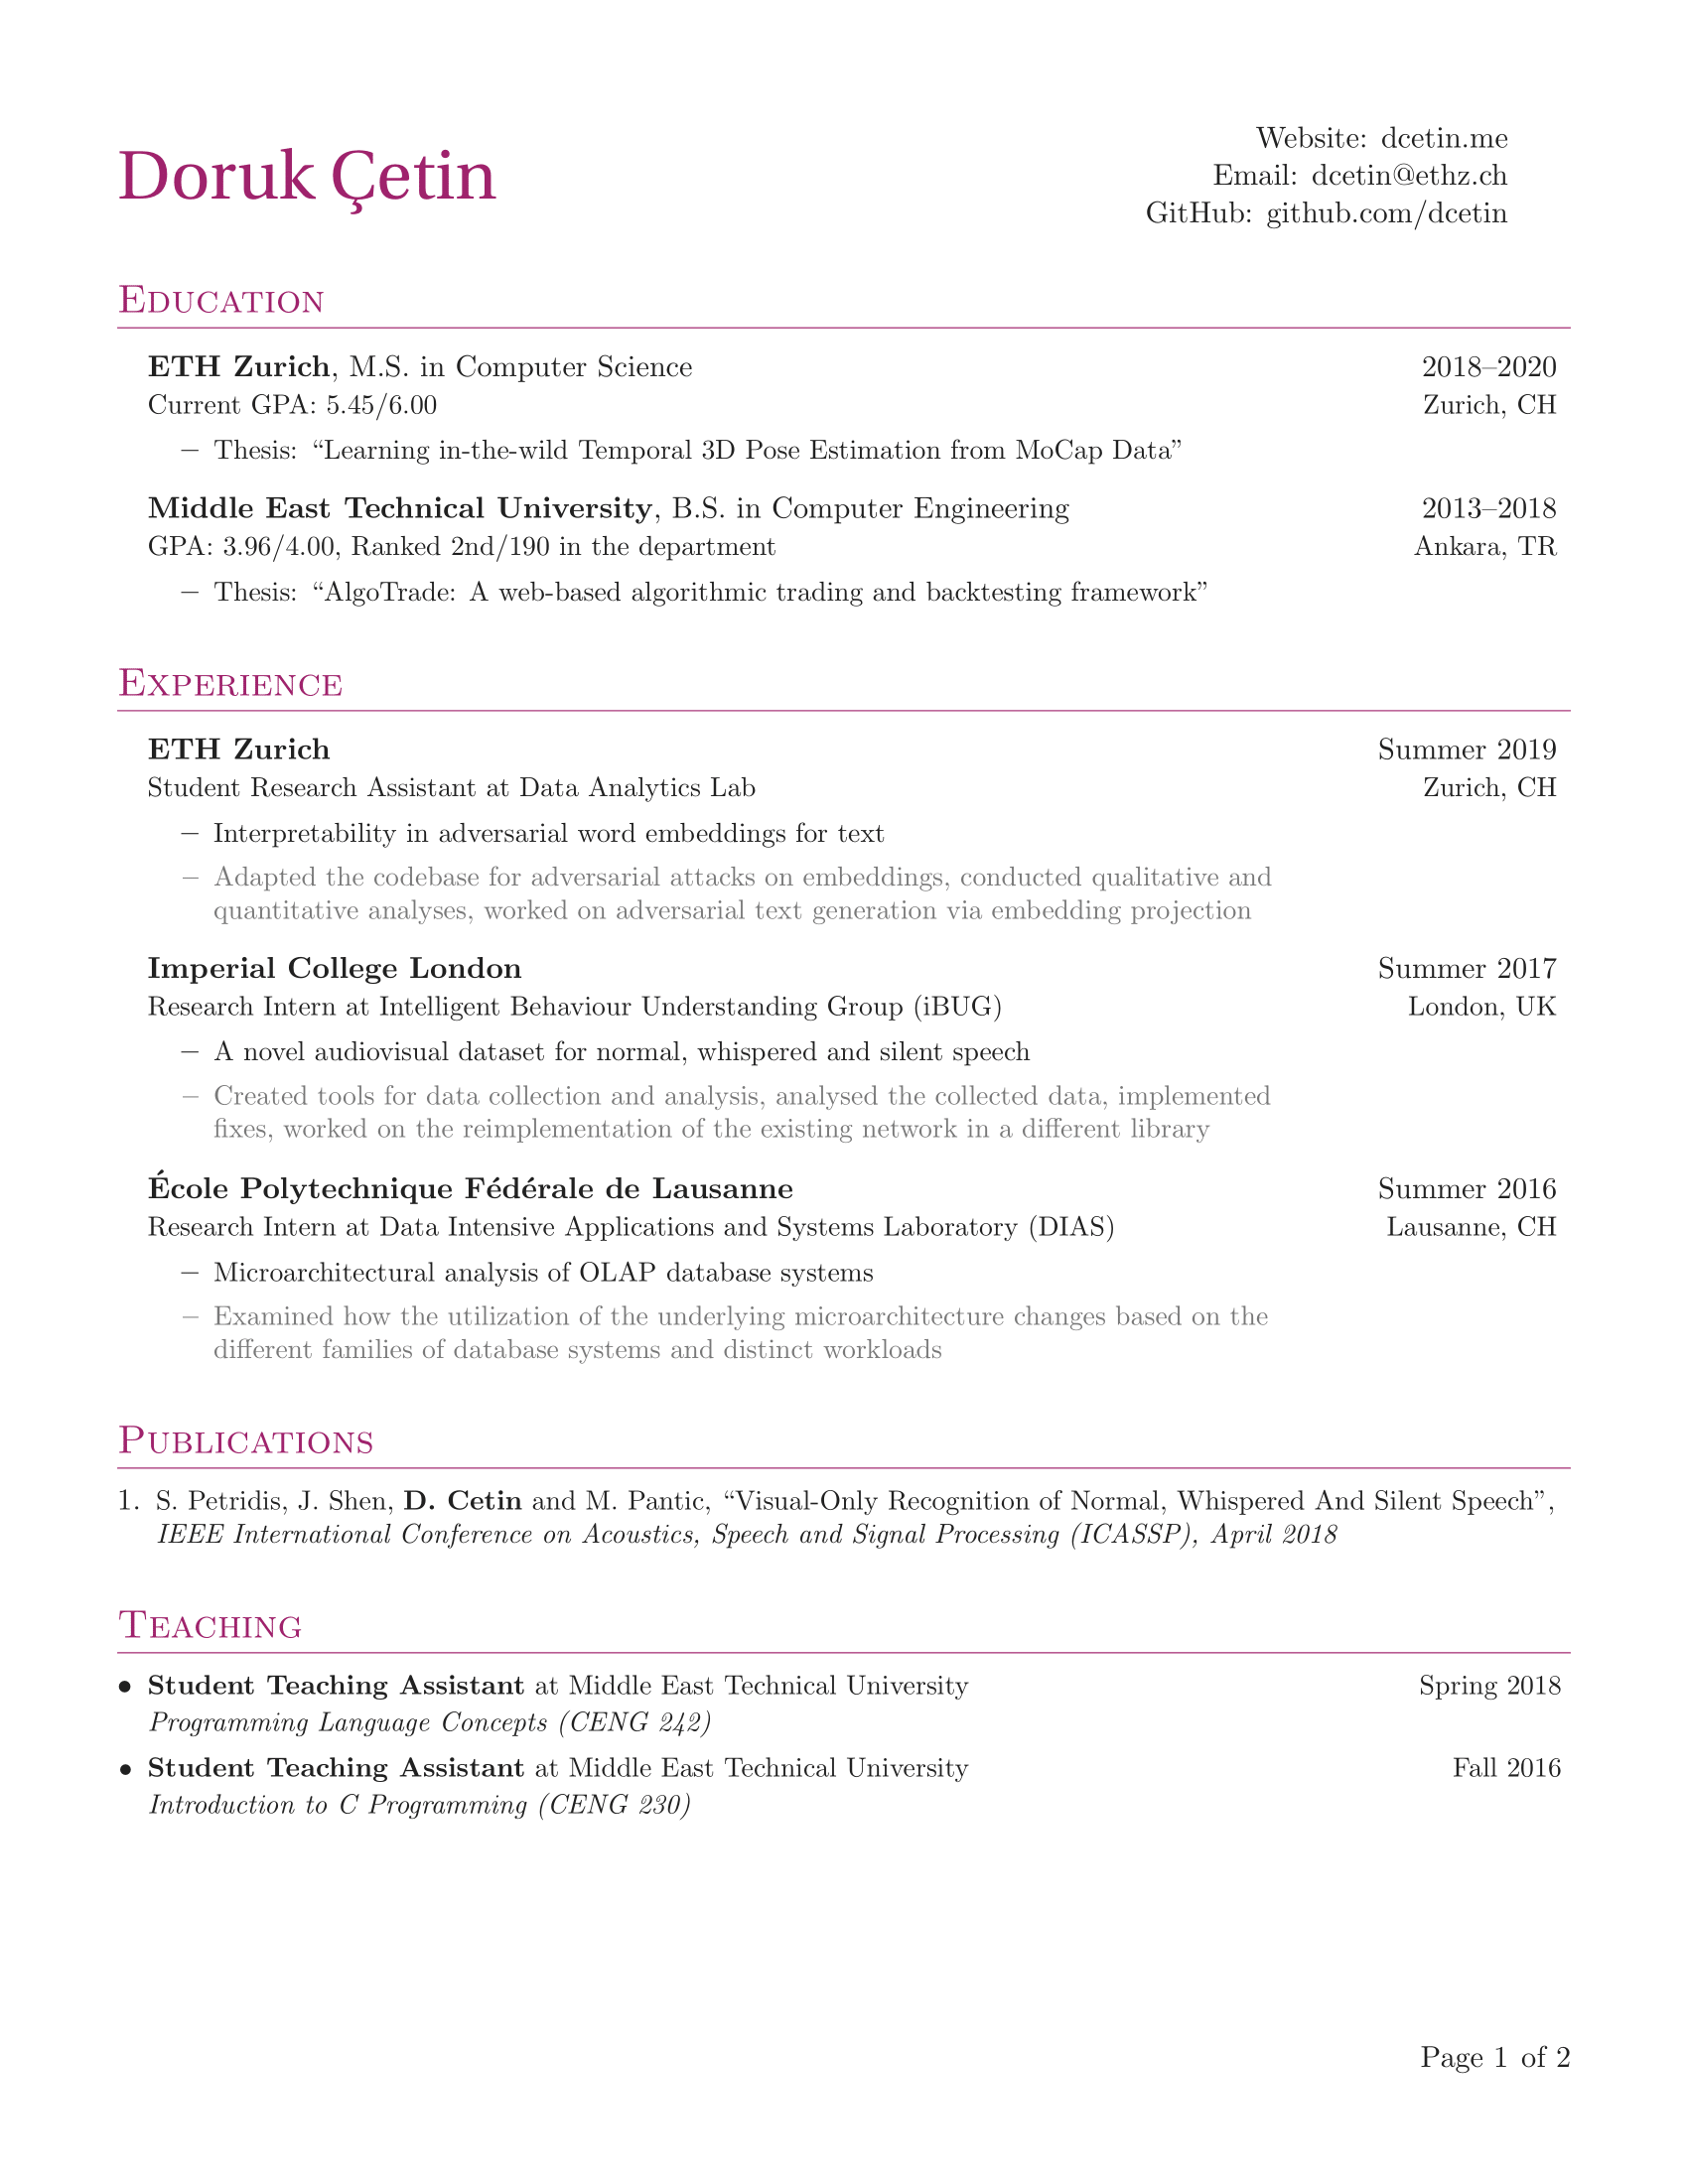 Doruk Çetin
Website: dcetin.me
Email: dcetin@ethz.ch
GitHub: github.com/dcetin
Education
ETH Zurich, M.S. in Computer Science 2018–2020
Current GPA: 5.45/6.00 Zurich, CH
– Thesis: “Learning in-the-wild Temporal 3D Pose Estimation from MoCap Data”
Middle East Technical University, B.S. in Computer Engineering 2013–2018
GPA: 3.96/4.00, Ranked 2nd/190 in the department Ankara, TR
– Thesis: “AlgoTrade: A web-based algorithmic trading and backtesting framework”
Experience
ETH Zurich Summer 2019
Student Research Assistant at Data Analytics Lab Zurich, CH
– Interpretability in adversarial word embeddings for text
– Adapted the codebase for adversarial attacks on embeddings, conducted qualitative and
quantitative analyses, worked on adversarial text generation via embedding projection
Imperial College London Summer 2017
Research Intern at Intelligent Behaviour Understanding Group (iBUG) London, UK
– A novel audiovisual dataset for normal, whispered and silent speech
– Created tools for data collection and analysis, analysed the collected data, implemented
fixes, worked on the reimplementation of the existing network in a different library
École Polytechnique Fédérale de Lausanne Summer 2016
Research Intern at Data Intensive Applications and Systems Laboratory (DIAS) Lausanne, CH
– Microarchitectural analysis of OLAP database systems
– Examined how the utilization of the underlying microarchitecture changes based on the
different families of database systems and distinct workloads
Publications
1. S. Petridis, J. Shen, D. Cetin and M. Pantic, “Visual-Only Recognition of Normal, Whispered And Silent Speech”,
IEEE International Conference on Acoustics, Speech and Signal Processing (ICASSP), April 2018
Teaching
• Student Teaching Assistant at Middle East Technical University Spring 2018
Programming Language Concepts (CENG 242)
• Student Teaching Assistant at Middle East Technical University Fall 2016
Introduction to C Programming (CENG 230)
Page 1 of 2